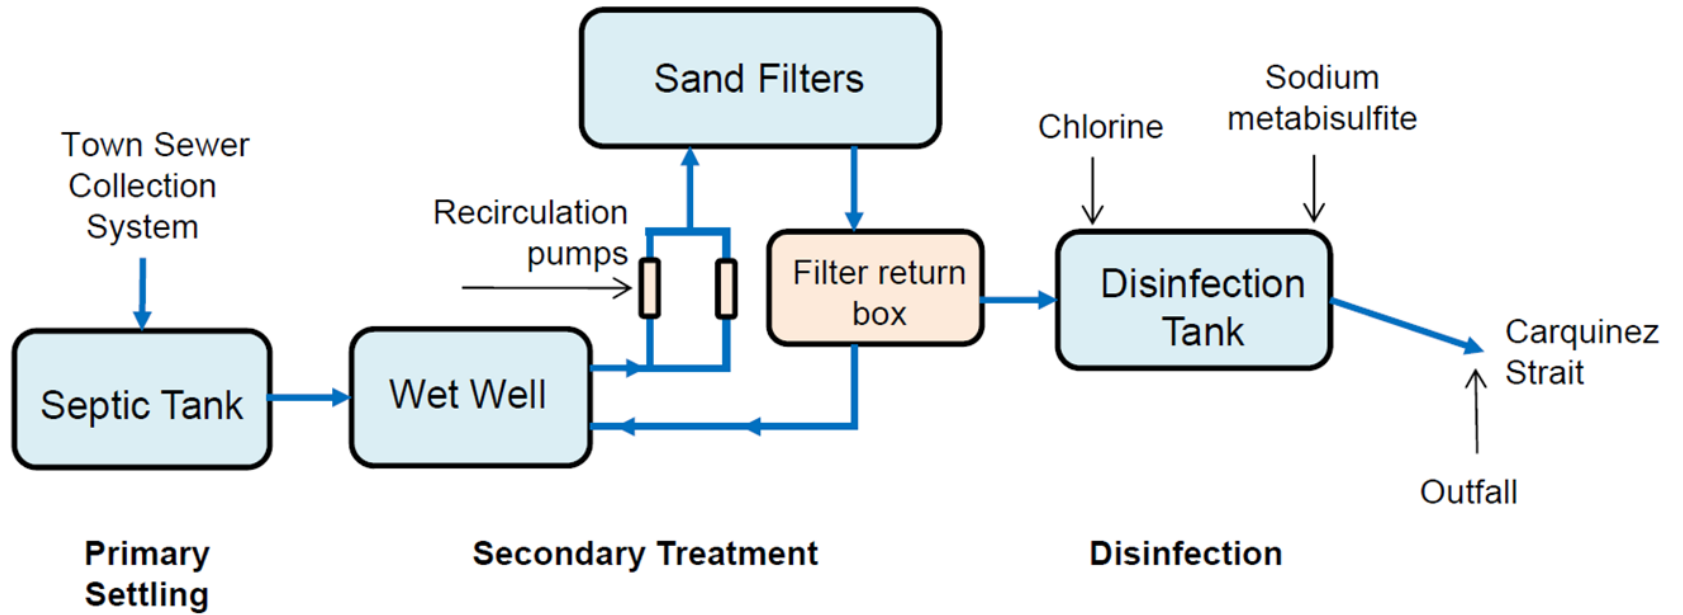 Sand Filters
Sodium
metabisulfite
Chlorine
Town Sewer
Collection
System
Recirculation
pumps
Filter return
box
Disinfection
Tank
Septic Tank
Wet Well
Carquinez
Strait
Outfall
Primary
Settling
Secondary Treatment
Disinfection